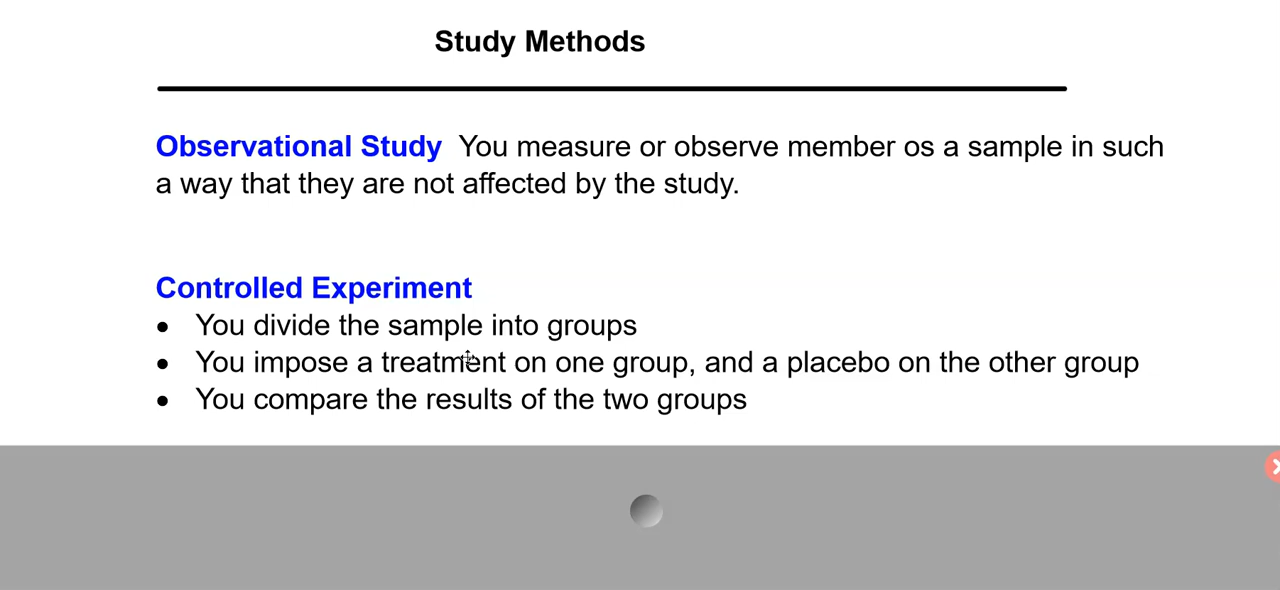 Study Methods
Observational Study You measure or observe member os a sample in such
a way that they are not affected by the study.
Controlled Experiment
• You divide the sample into groups
• You impose a treatment on one group, and a placebo on the other group
• You compare the results of the two groups